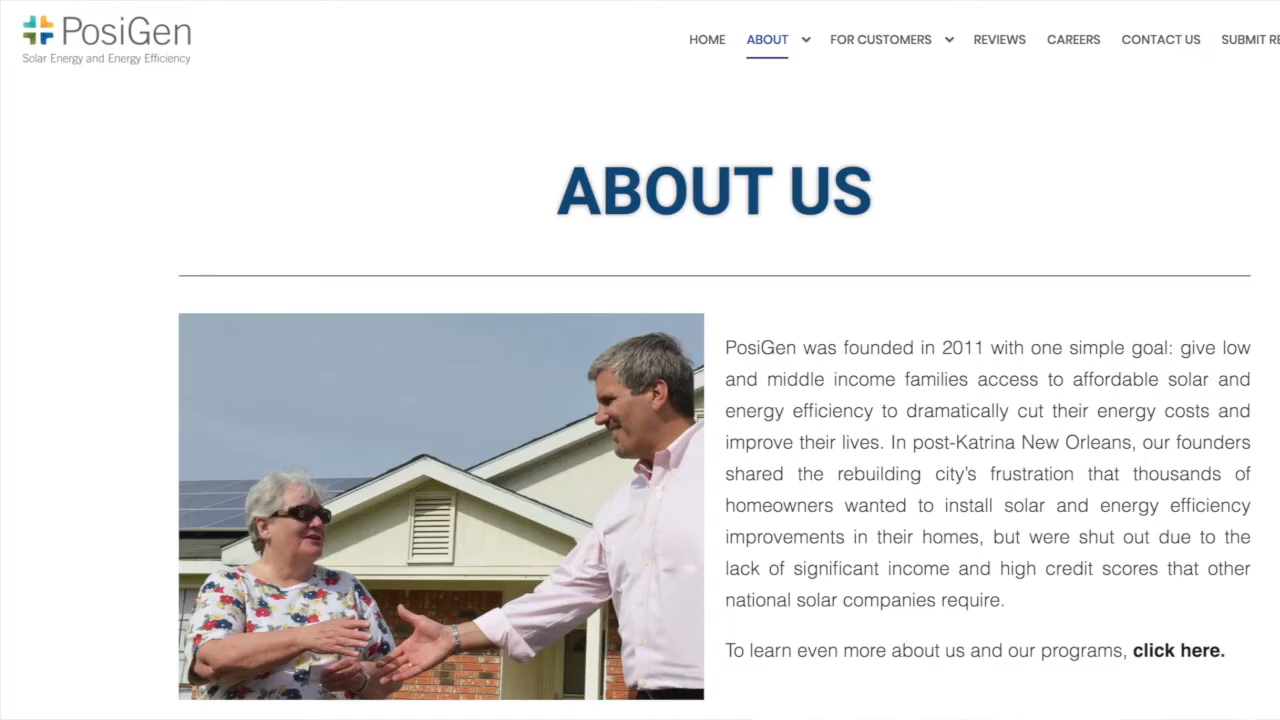 PosiGen
Solar Energy and Energy Efficiency
HOME ABOUT FOR CUSTOMERS REVIEWS CAREERS CONTACT US SUBMIT RE
ABOUT US
PosiGen was founded in 2011 with one simple goal: give low
and middle income families access to affordable solar and
energy efficiency to dramatically cut their energy costs and
improve their lives. In post-Katrina New Orleans, our founders
shared the rebuilding city's frustration that thousands of
homeowners wanted to install solar and energy efficiency
improvements in their homes, but were shut out due to the
lack of significant income and high credit scores that other
national solar companies require.
To learn even more about us and our programs, click here.